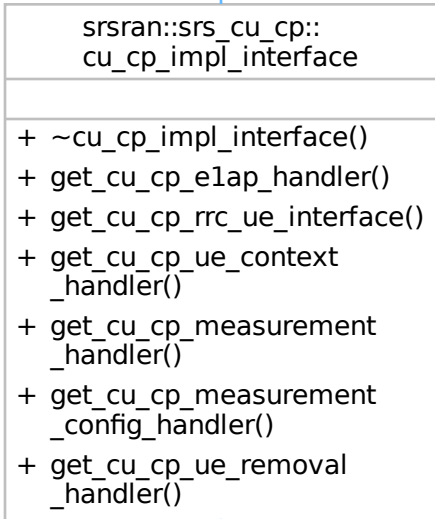 srsran::srs_cu_cp::
cu_cp_impl_interface
+ ~cu_cp_impl_interface()
+ get_cu_cp_e1ap_handler()
+ get_cu_cp_rrc_ue_interface()
+ get_cu_cp_ue_context
_handler()
+ get_cu_cp_measurement
_handler()
+ get_cu_cp_measurement
_config_handler()
+ get_cu_cp_ue_removal
_handler()